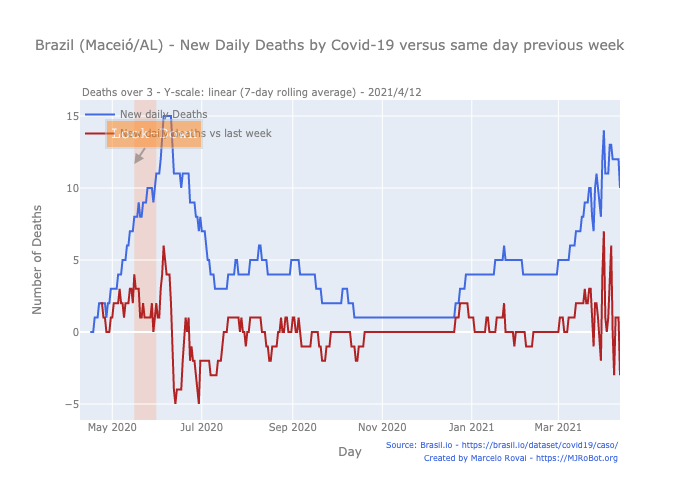 Brazil (Maceió/AL) - New Daily Deaths by Covid-19 versus same day previous week
Deaths over 3 - Y-scale: linear (7-day rolling average) - 2021/4/12
New daily Deaths
New daily deaths vs last week
15
10
5
0
−5
Number of Deaths
May 2020
Jul 2020
Sep 2020
Nov 2020
Jan 2021
Mar 2021
Day
Source: Brasil.io - https://brasil.io/dataset/covid19/caso/
Created by Marcelo Rovai - https://MJRoBot.org